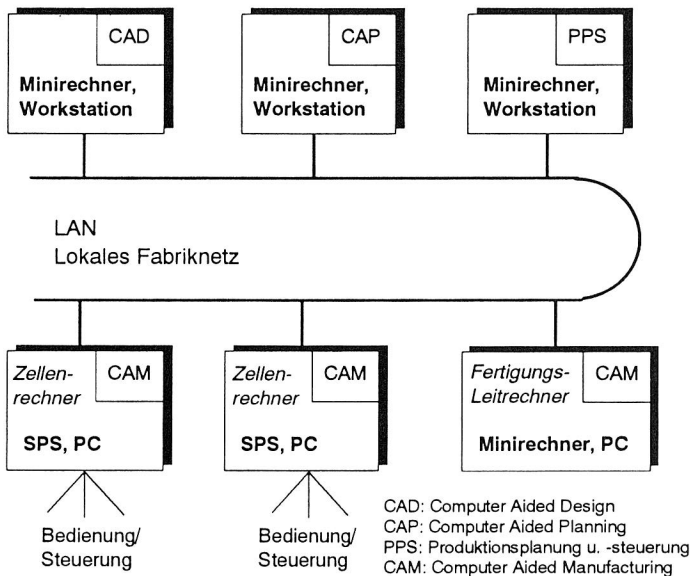 CAD
Minirechner,
Workstation
CAP
Minirechner,
Workstation
PPS
Minirechner,
Workstation
LAN
Lokales Fabriknetz
Zellen-
rechner
CAM
SPS, PC
Zellen-
rechner
CAM
SPS, PC
Fertigungs-
Leitrechner
CAM
Minirechner, PC
Bedienung/
Steuerung
Bedienung/
Steuerung
CAD: Computer Aided Design
CAP: Computer Aided Planning
PPS: Produktionsplanung u. -steuerung
CAM: Computer Aided Manufacturing